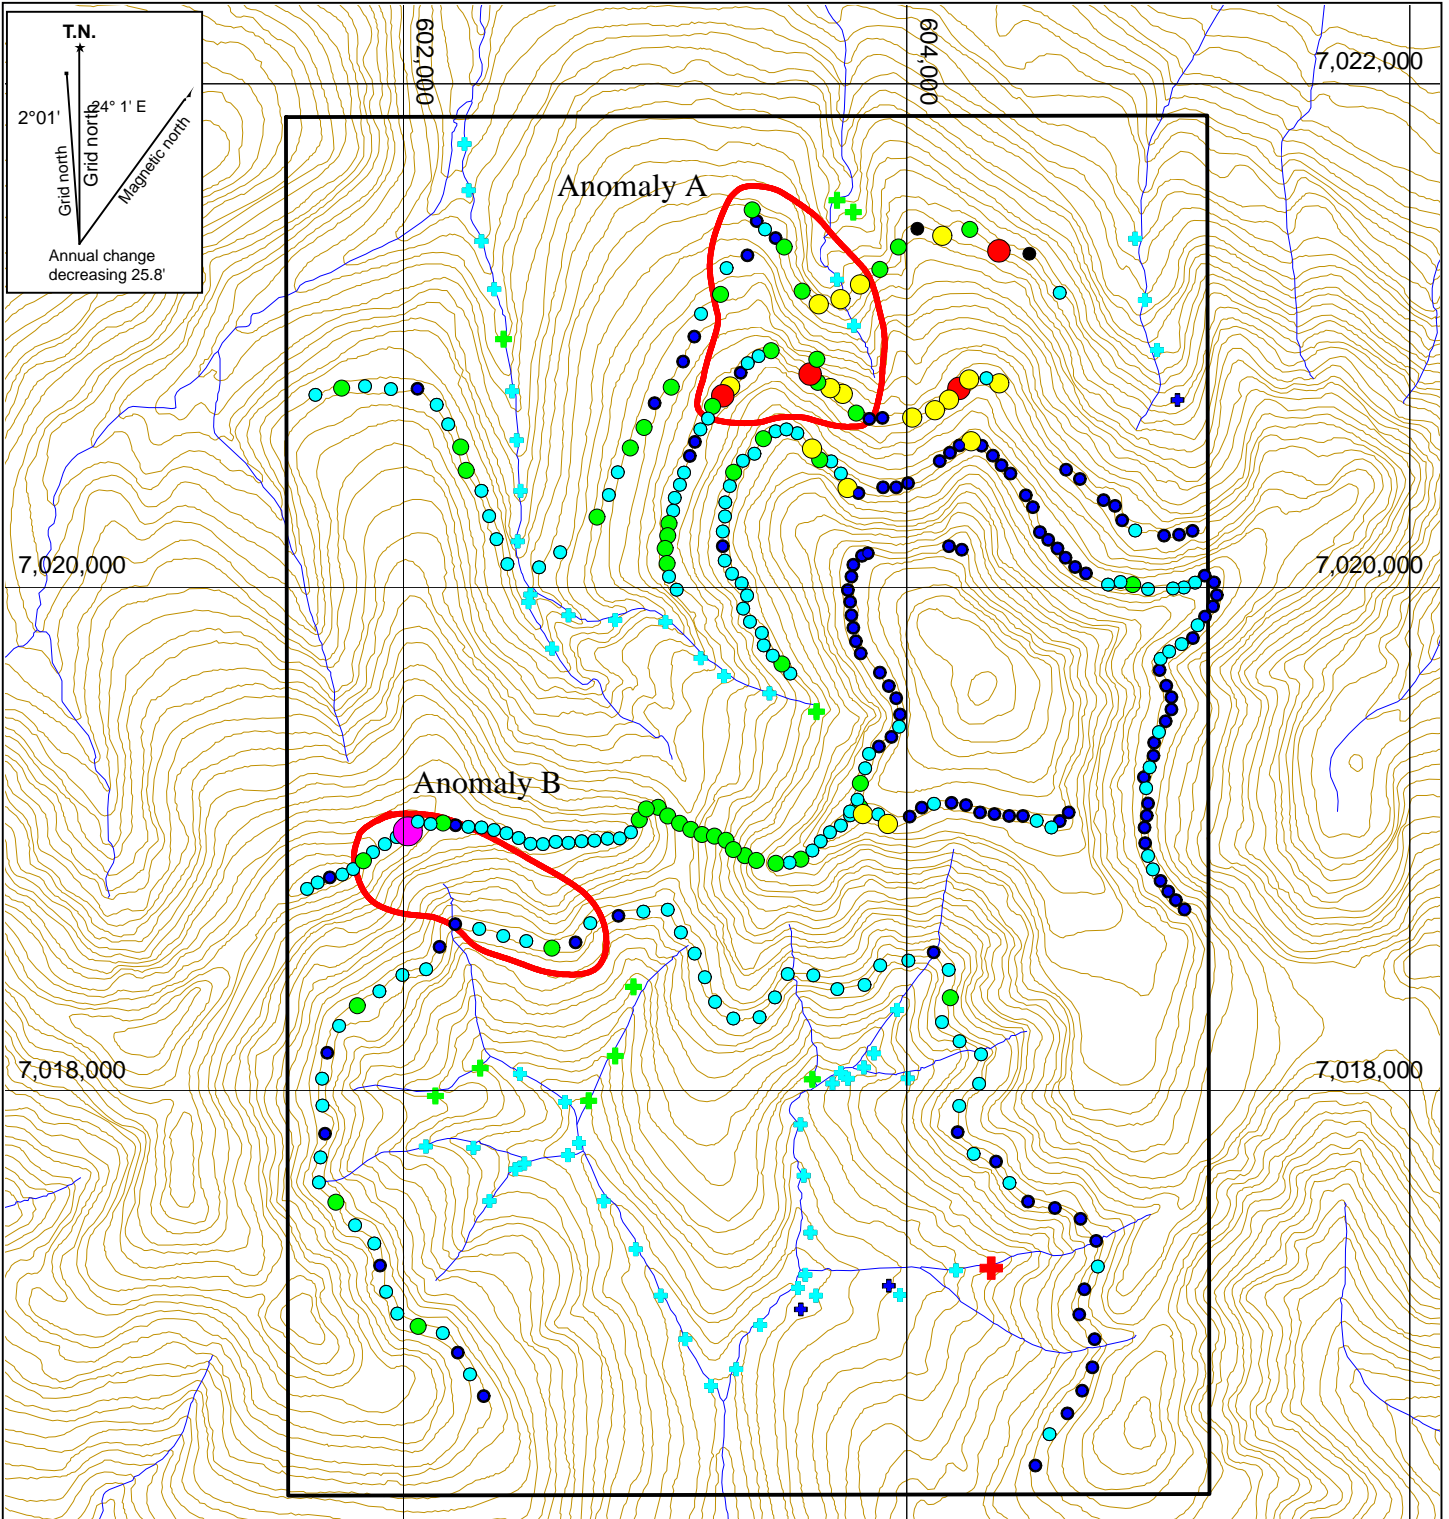 T.N.
2°01'
24° 1' E
Grid north
Grid north
Magnetic north
Annual change
decreasing 25.8'
602,000
604,000
7,022,000
Anomaly A
7,020,000
7,020,000
Anomaly B
7,018,000
7,018,000